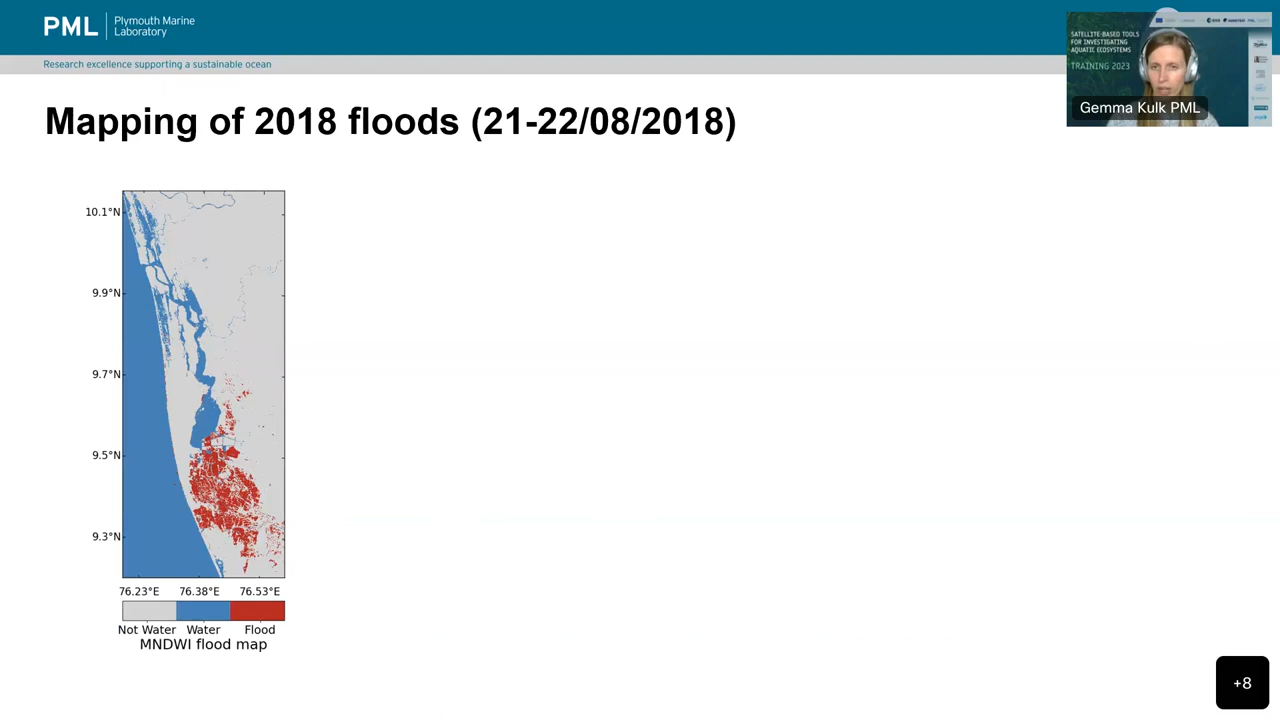 PML
Plymouth Marine
Laboratory
Research excellence supporting a sustainable ocean
SATELLITE-BASED TOOLS
FOR INVESTIGATING
AQUATIC ECOSYSTEMS
TRAINING 2023
Gemma Kulk PML
Mapping of 2018 floods (21-22/08/2018)
10.1°N
9.9°N
9.7°N
9.5°N
9.3°N
76.23°E 76.38°E 76.53°E
Not Water Water Flood
MNDWI flood map
+8